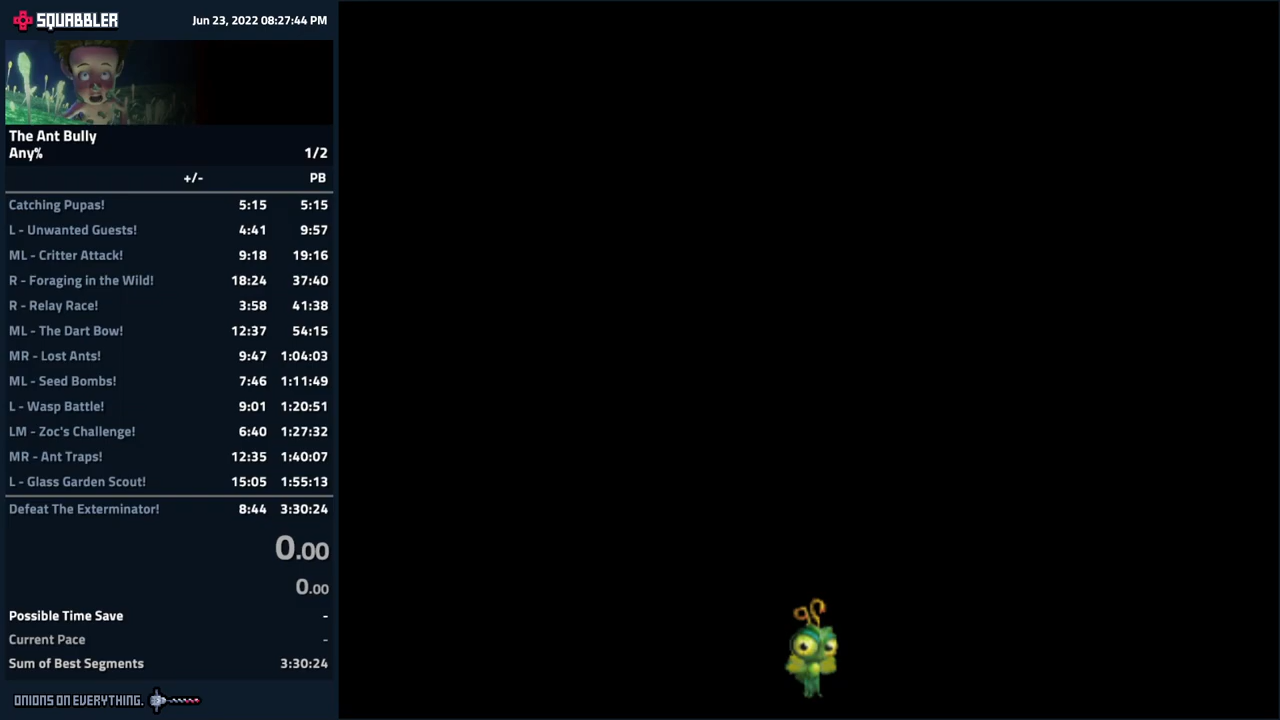 SQUABBLER
Jun 23, 2022 08:27:44 PM
The Ant Bully
Any% 1/2
+/- PB
Catching Pupas! 5:15 5:15
L - Unwanted Guests! 4:41 9:57
ML - Critter Attack! 9:18 19:16
R - Foraging in the Wild! 18:24 37:40
R - Relay Race! 3:58 41:38
ML - The Dart Bow! 12:37 54:15
MR - Lost Ants! 9:47 1:04:03
ML - Seed Bombs! 7:46 1:11:49
L - Wasp Battle! 9:01 1:20:51
LM - Zoc's Challenge! 6:40 1:27:32
MR - Ant Traps! 12:35 1:40:07
L - Glass Garden Scout! 15:05 1:55:13
Defeat The Exterminator! 8:44 3:30:24
0.00
0.00
Possible Time Save -
Current Pace -
Sum of Best Segments 3:30:24
ONIONS ON EVERYTHING.